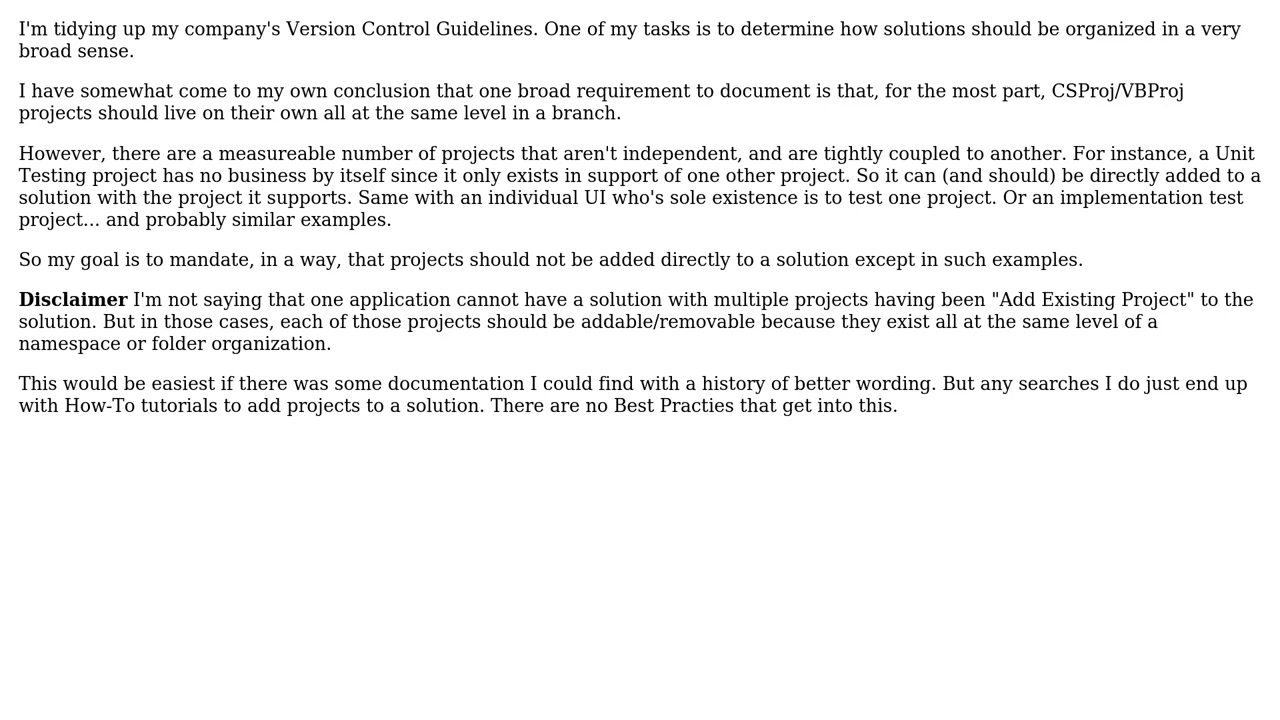 I'm tidying up my company's Version Control Guidelines. One of my tasks is to determine how solutions should be organized in a very
broad sense.
I have somewhat come to my own conclusion that one broad requirement to document is that, for the most part, CSProj/VBProj
projects should live on their own all at the same level in a branch.
However, there are a measureable number of projects that aren't independent, and are tightly coupled to another. For instance, a Unit
Testing project has no business by itself since it only exists in support of one other project. So it can (and should) be directly added to a
solution with the project it supports. Same with an individual UI who's sole existence is to test one project. Or an implementation test
project... and probably similar examples.
So my goal is to mandate, in a way, that projects should not be added directly to a solution except in such examples.
Disclaimer I'm not saying that one application cannot have a solution with multiple projects having been "Add Existing Project" to the
solution. But in those cases, each of those projects should be addable/removable because they exist all at the same level of a
namespace or folder organization.
This would be easiest if there was some documentation I could find with a history of better wording. But any searches I do just end up
with How-To tutorials to add projects to a solution. There are no Best Practies that get into this.